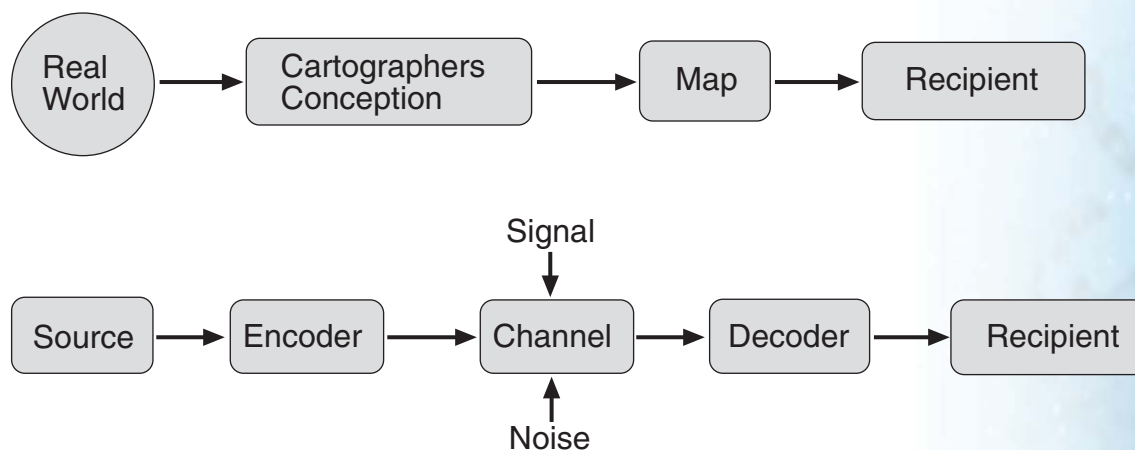 Real
World
Cartographers
Conception
Map
Recipient
Signal
Source
Encoder
Channel
Decoder
Recipient
Noise